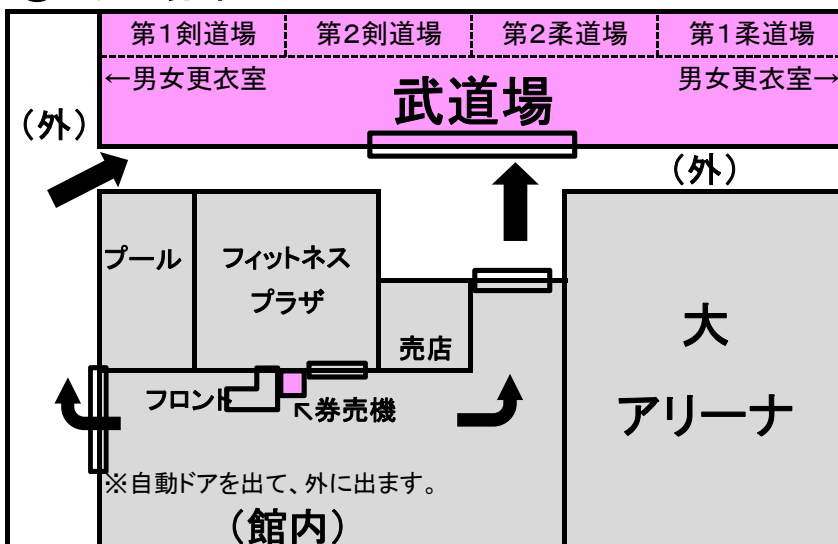 第1剣道場
第2剣道場
第2柔道場
第1柔道場
←男女更衣室
男女更衣室→
武道場
（外）
（外）
プール
フィットネス
プラザ
売店
大
アリーナ
フロント
↖券売機
※自動ドアを出て、外に出ます。
（館内）